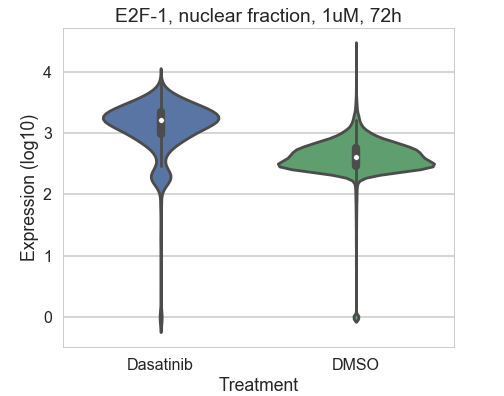 E2F-1, nuclear fraction, 1uM, 72h
Expression (log10)
4
3
2
1
0
Dasatinib DMSO
Treatment